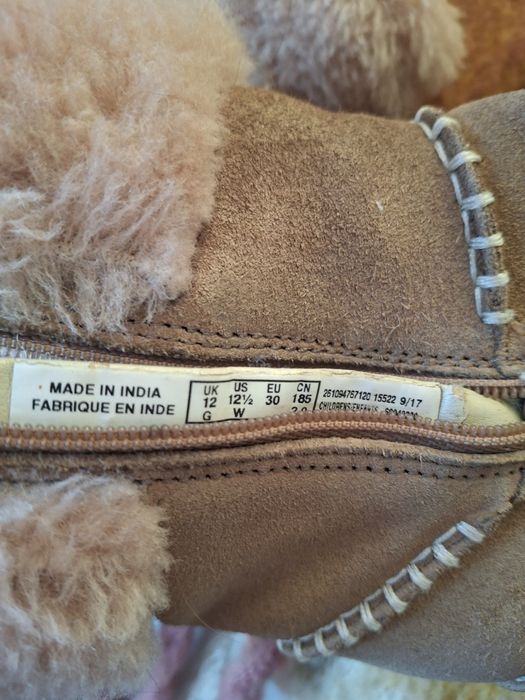 MADE IN INDIA
FABRIQUE EN INDE
UK US EU CN
12 12½ 30 185
G W
261094767120 15522 9/17